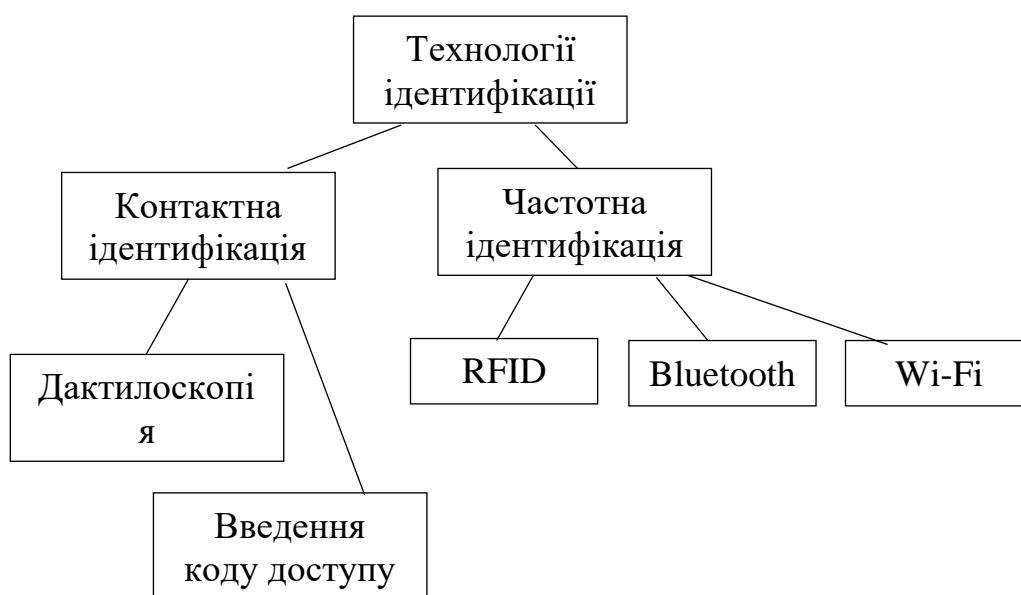 Технології
ідентифікації
Контактна
ідентифікація
Частотна
ідентифікація
RFID
Bluetooth
Wi-Fi
Дактилоскопі
я
Введення
коду доступу